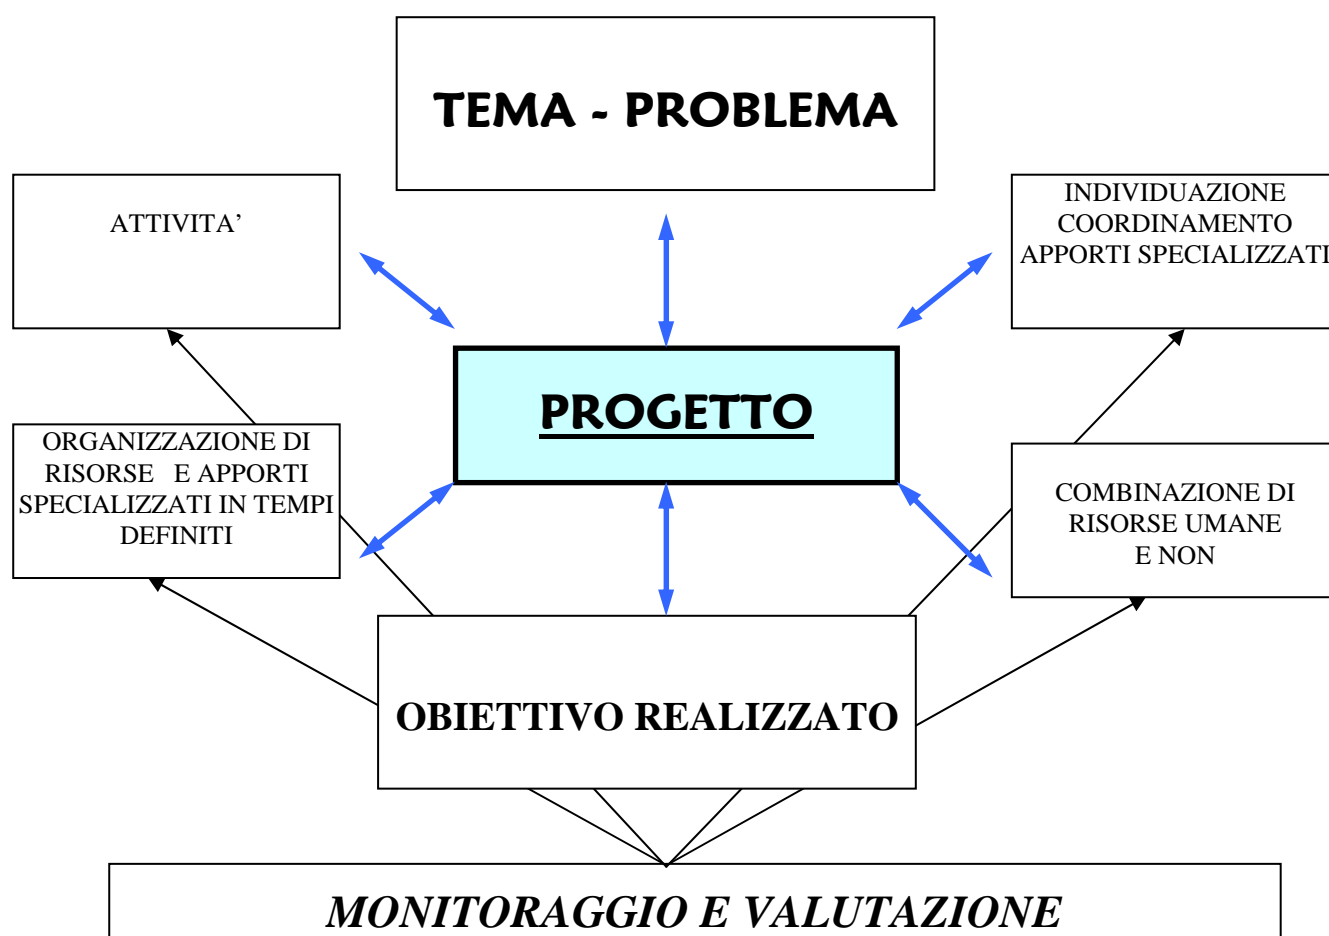 TEMA - PROBLEMA
ATTIVITA’
INDIVIDUAZIONE
COORDINAMENTO
APPORTI SPECIALIZZATI
PROGETTO
ORGANIZZAZIONE DI
RISORSE E APPORTI
SPECIALIZZATI IN TEMPI
DEFINITI
COMBINAZIONE DI
RISORSE UMANE
E NON
OBIETTIVO REALIZZATO
MONITORAGGIO E VALUTAZIONE